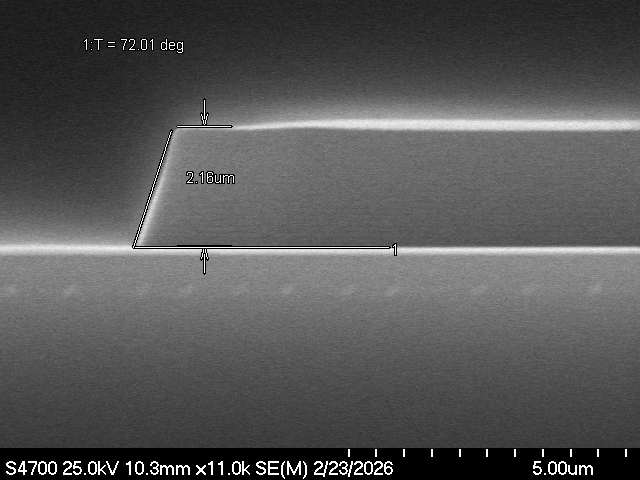 1:T = 72.01 deg
2.16um
1
S4700 25.0kV 10.3mm x11.0k SE(M) 2/23/2026 5.00um